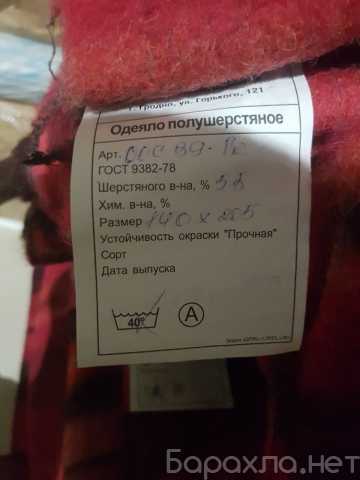 г. Гродно, ул. Горького, 121
Одеяло полушерстяное
Арт.
ГОСТ 9382-78
Шерстяного в-на, % 55
Хим. в-на, %
Размер 140 х 205
Устойчивость окраски "Прочная"
Сорт
Дата выпуска
40° A
Барахла.нет